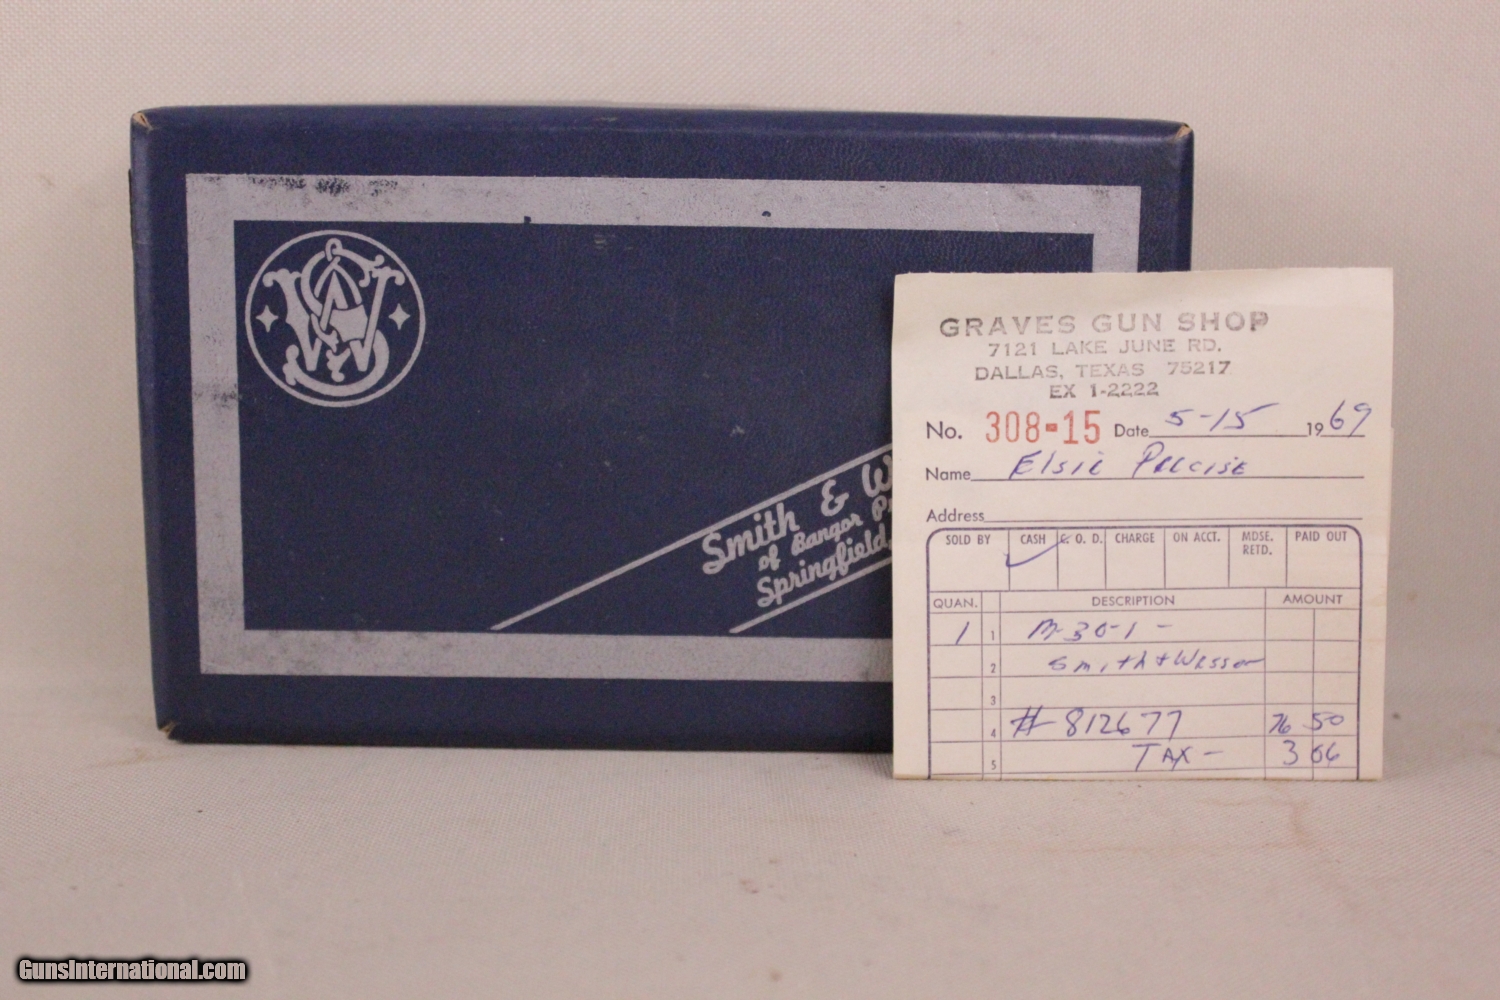 SW
Smith & W
of Bangor P
Springfield,
GRAVES GUN SHOP
7121 LAKE JUNE RD.
DALLAS, TEXAS 75217
EX 1-2222
No. 308-15 Date 5-15 1969
Name Elsie
Address
SOLD BY CASH C. O. D. CHARGE ON ACCT. MDSE. RETD. PAID OUT
QUAN. DESCRIPTION AMOUNT
1 1 M-30-1 -
2 Smith + Wesson
3
4 # 812677 76 50
5 TAX - 3 06
GunsInternational.com